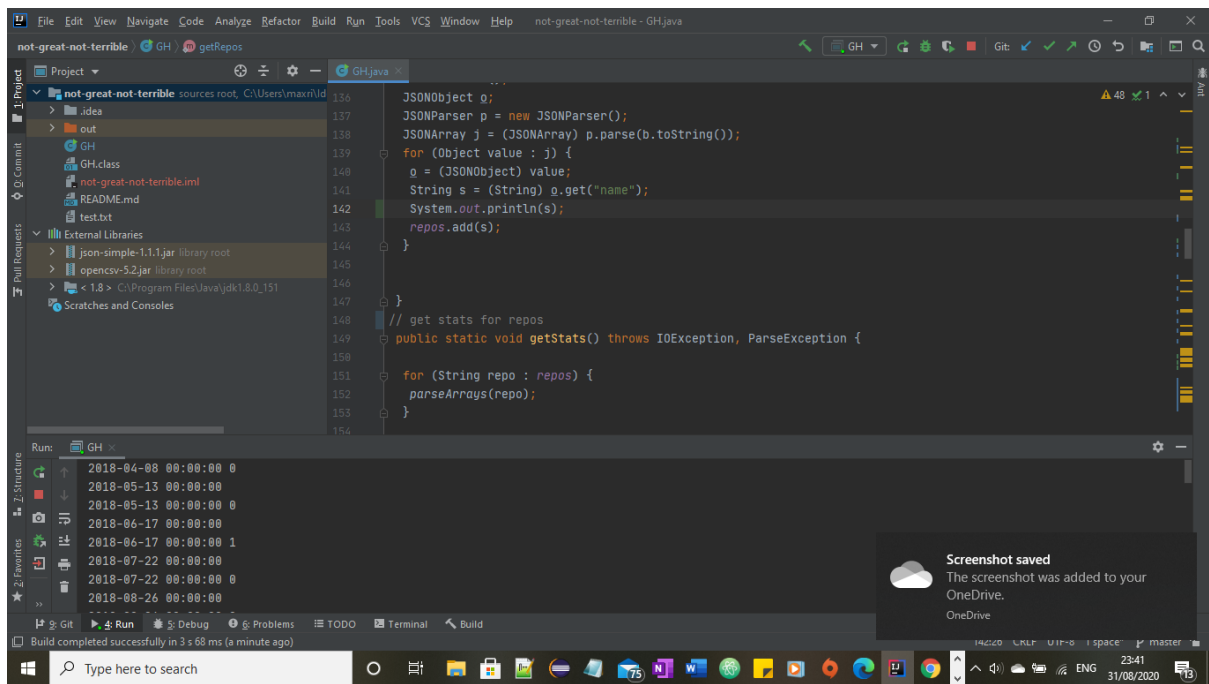 File Edit View Navigate Code Analyze Refactor Build Run Tools VCS Window Help not-great-not-terrible - GH.java
not-great-not-terrible GH getRepos GH Git:
Project GH.java
1: Project
Commit
Pull Requests
7: Structure
2: Favorites
Ant
not-great-not-terrible sources root, C:\Users\maxri\Id
.idea
out
GH
GH.class
not-great-not-terrible.iml
README.md
test.txt
External Libraries
json-simple-1.1.1.jar library root
opencsv-5.2.jar library root
< 1.8 > C:\Program Files\Java\jdk1.8.0_151
Scratches and Consoles
48 1
136 JSONObject o;
137 JSONParser p = new JSONParser();
138 JSONArray j = (JSONArray) p.parse(b.toString());
139 for (Object value : j) {
140 o = (JSONObject) value;
141 String s = (String) o.get("name");
142 System.out.println(s);
143 repos.add(s);
144 }
145
146
147 }
148 // get stats for repos
149 public static void getStats() throws IOException, ParseException {
150
151 for (String repo : repos) {
152 parseArrays(repo);
153 }
154
Run: GH
2018-04-08 00:00:00 0
2018-05-13 00:00:00
2018-05-13 00:00:00 0
2018-06-17 00:00:00
2018-06-17 00:00:00 1
2018-07-22 00:00:00
2018-07-22 00:00:00 0
2018-08-26 00:00:00
Screenshot saved
The screenshot was added to your
OneDrive.
OneDrive
9: Git 4: Run 5: Debug 6: Problems TODO Terminal Build
Build completed successfully in 3 s 68 ms (a minute ago) 142:26 CRLF UTF-8 1 space* master
Type here to search 75 ENG 23:41
31/08/2020 13